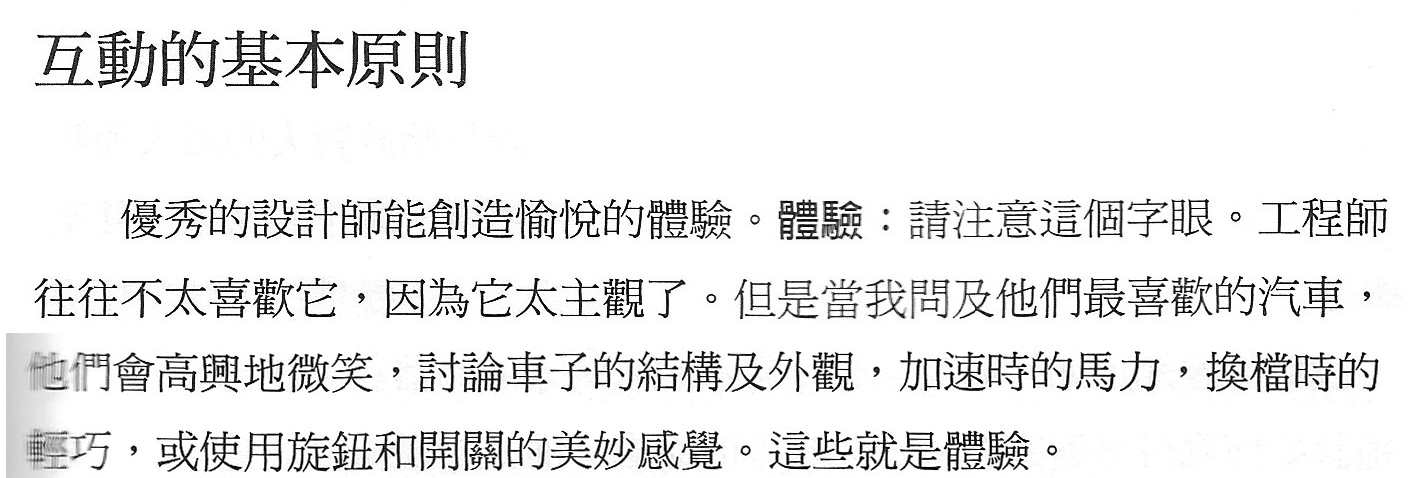 互動的基本原則
優秀的設計師能創造愉悅的體驗。體驗：請注意這個字眼。工程師
往往不太喜歡它，因為它太主觀了。但是當我問及他們最喜歡的汽車，
他們會高興地微笑，討論車子的結構及外觀，加速時的馬力，換檔時的
輕巧，或使用旋鈕和開關的美妙感覺。這些就是體驗。